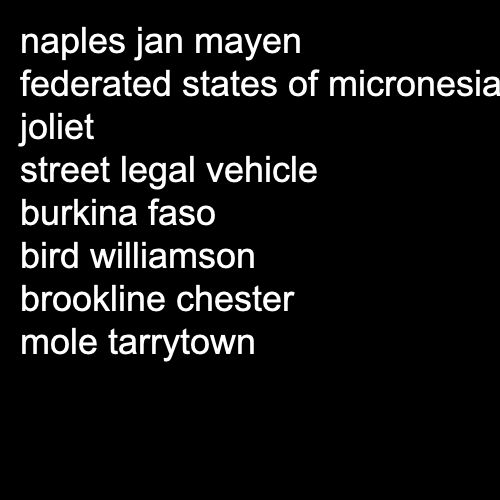 naples jan mayen
federated states of micronesia
joliet
street legal vehicle
burkina faso
bird williamson
brookline chester
mole tarrytown